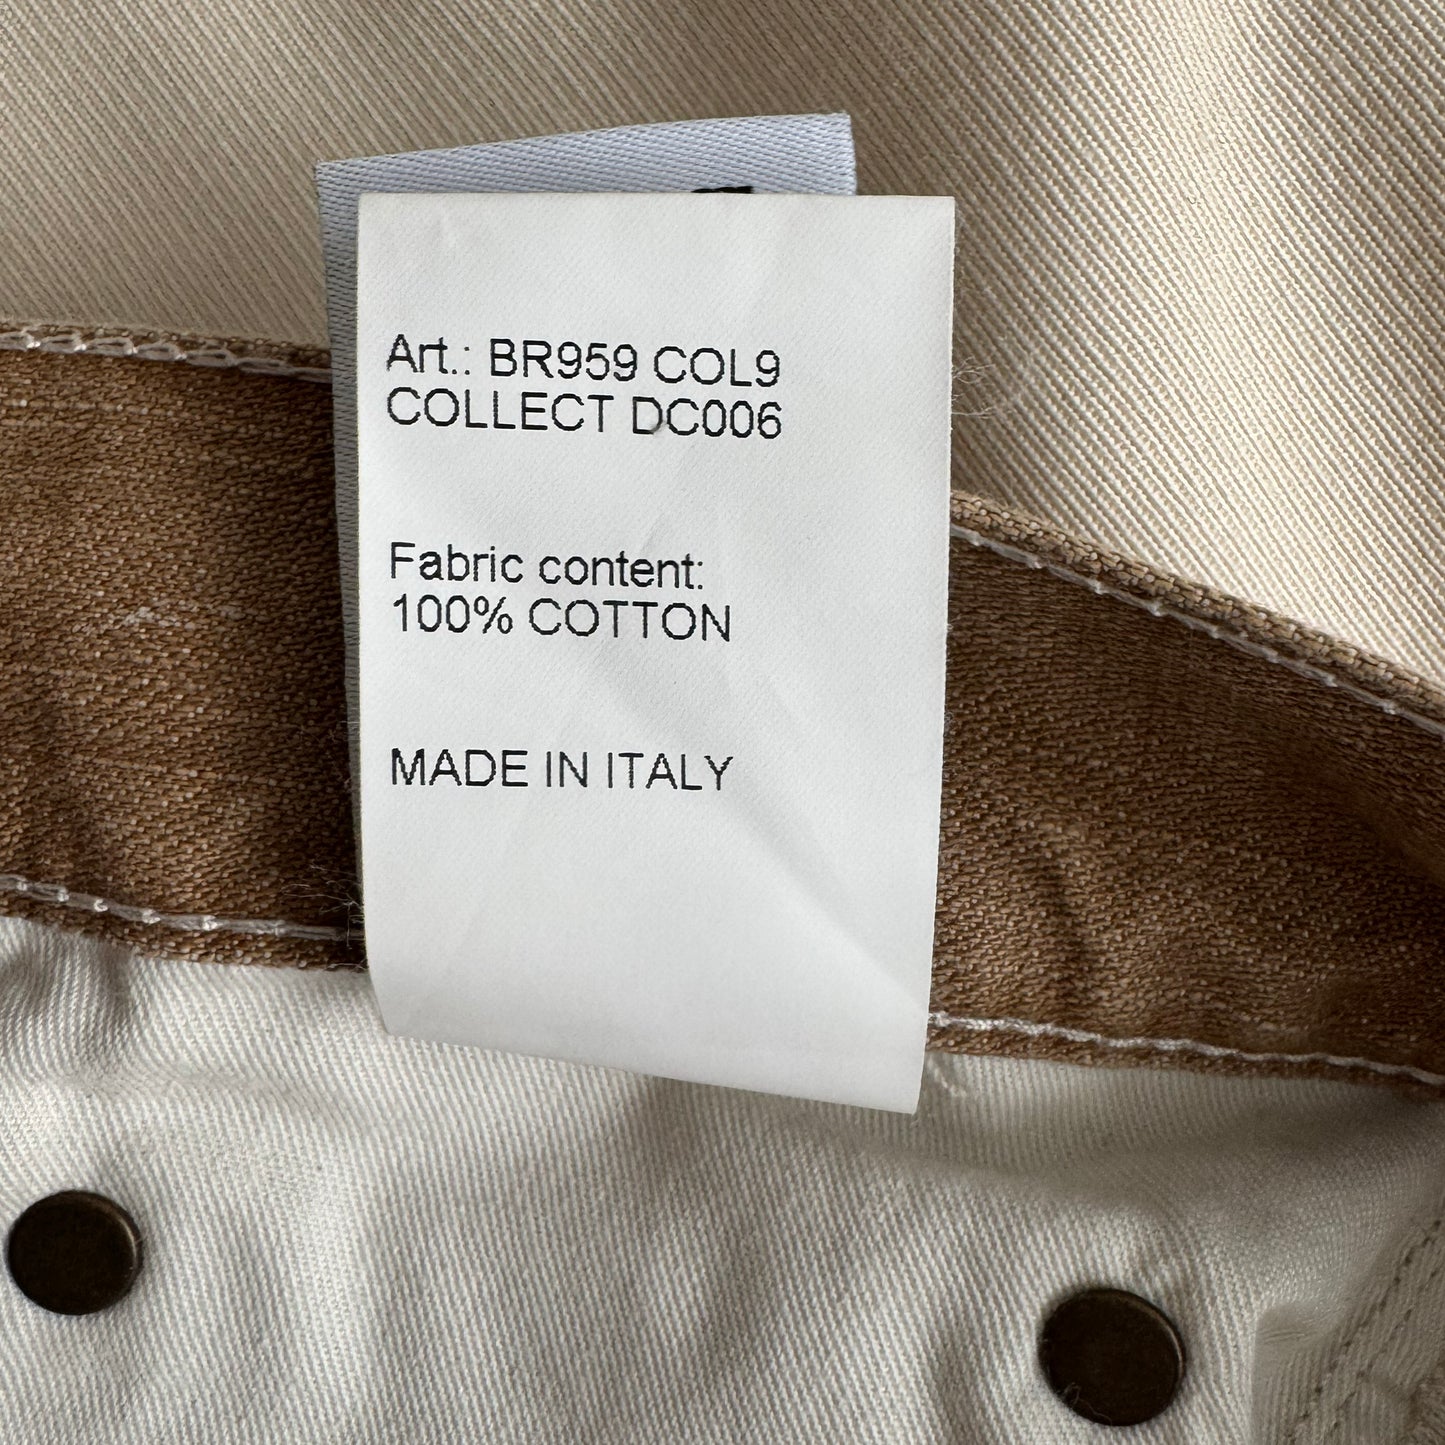 Art.: BR959 COL9
COLLECT DC006
Fabric content:
100% COTTON
MADE IN ITALY